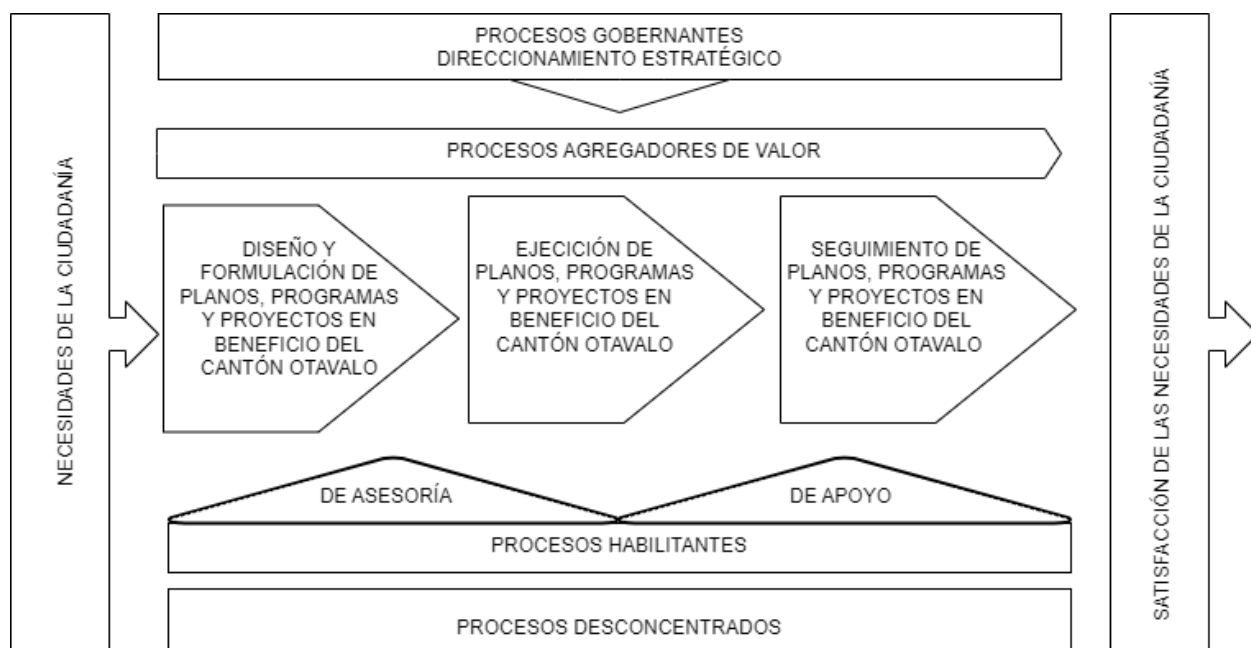 NECESIDADES DE LA CIUDADANÍA
PROCESOS GOBERNANTES
DIRECCIONAMIENTO ESTRATÉGICO
PROCESOS AGREGADORES DE VALOR
DISEÑO Y
FORMULACIÓN DE
PLANOS, PROGRAMAS
Y PROYECTOS EN
BENEFICIO DEL
CANTÓN OTAVALO
EJECICIÓN DE
PLANOS, PROGRAMAS
Y PROYECTOS EN
BENEFICIO DEL
CANTÓN OTAVALO
SEGUIMIENTO DE
PLANOS, PROGRAMAS
Y PROYECTOS EN
BENEFICIO DEL
CANTÓN OTAVALO
DE ASESORÍA
DE APOYO
PROCESOS HABILITANTES
PROCESOS DESCONCENTRADOS
SATISFACCIÓN DE LAS NECESIDADES DE LA CIUDADANÍA